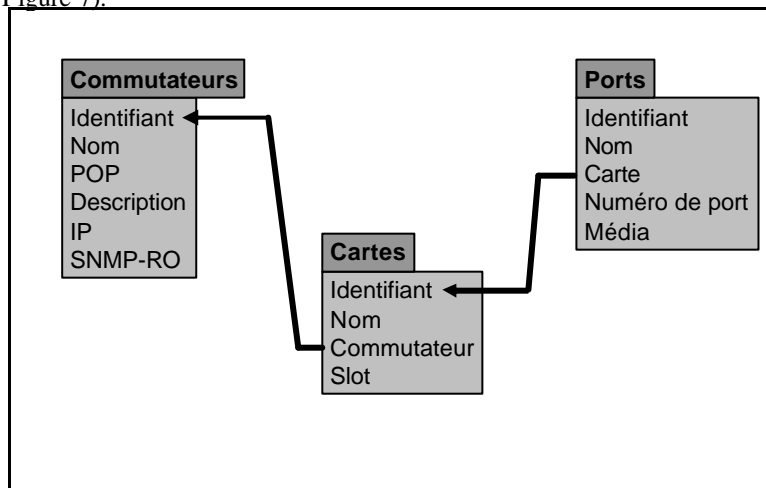 Figure 7).
Commutateurs
Identifiant
Nom
POP
Description
IP
SNMP-RO
Cartes
Identifiant
Nom
Commutateur
Slot
Ports
Identifiant
Nom
Carte
Numéro de port
Média